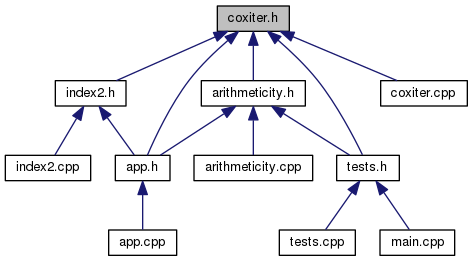 coxiter.h
index2.h
arithmeticity.h
coxiter.cpp
index2.cpp
app.h
arithmeticity.cpp
tests.h
app.cpp
tests.cpp
main.cpp